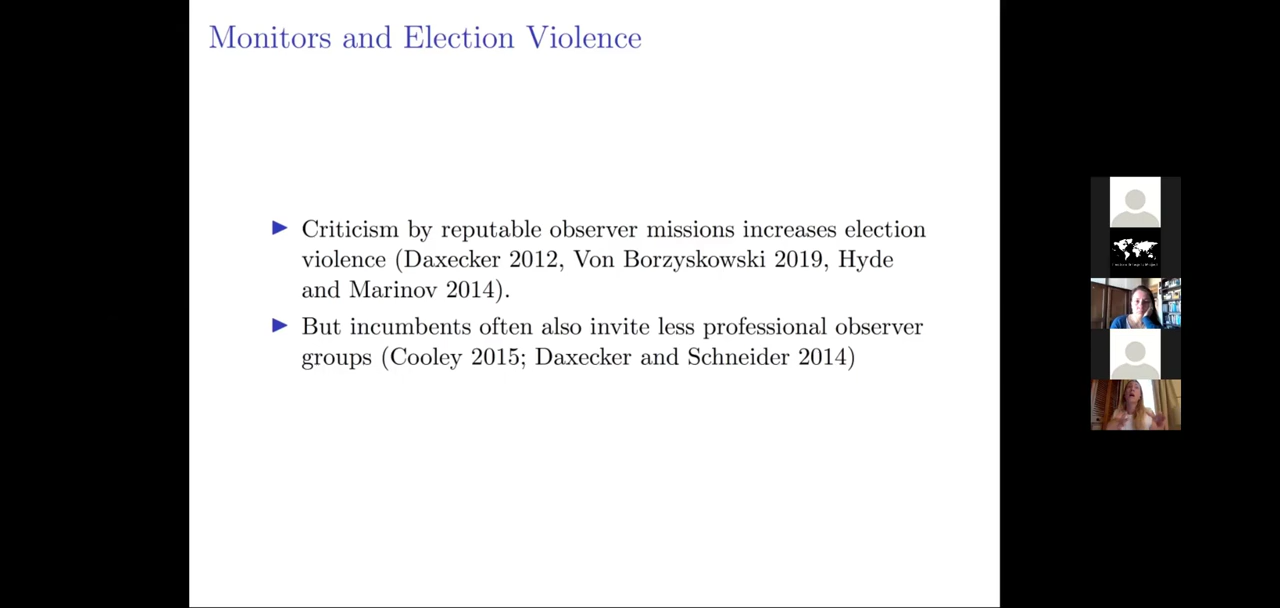 Monitors and Election Violence
Criticism by reputable observer missions increases election
violence (Daxecker 2012, Von Borzyskowski 2019, Hyde
and Marinov 2014).
But incumbents often also invite less professional observer
groups (Cooley 2015; Daxecker and Schneider 2014)